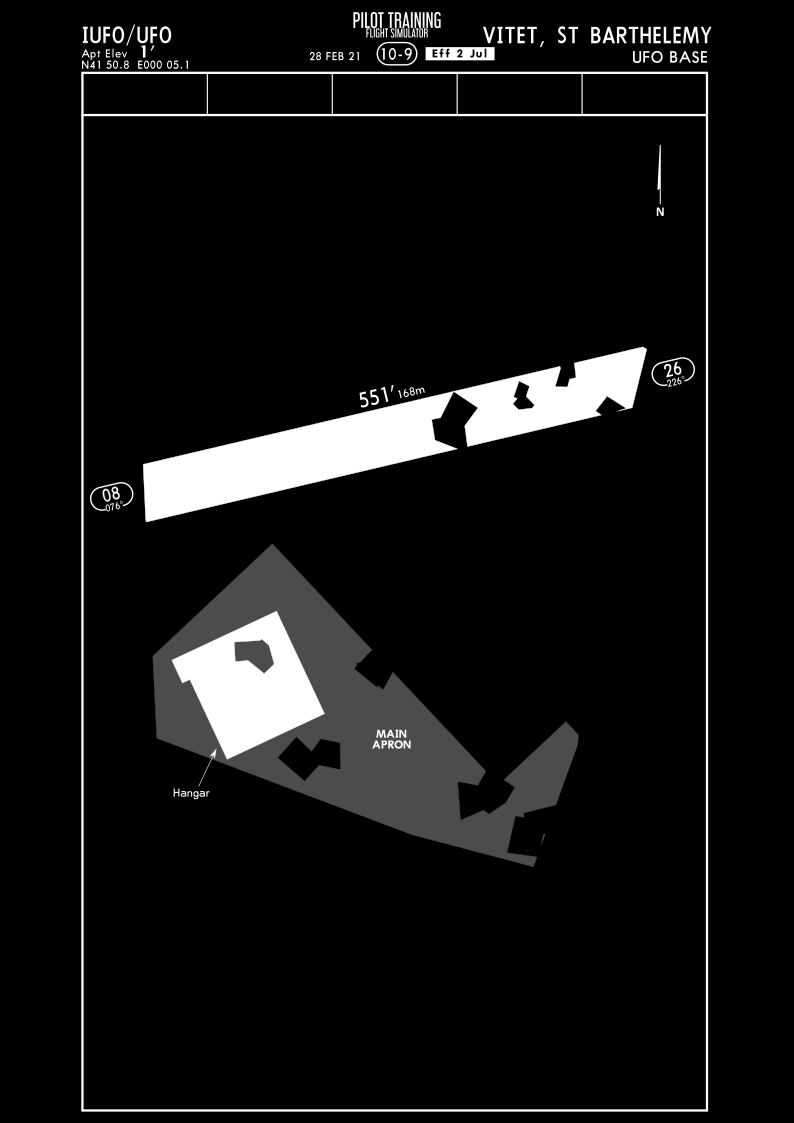 IUFO/UFO
Apt Elev 1'
N41 50.8 E000 05.1
PILOT TRAINING
FLIGHT SIMULATOR
28 FEB 21 10-9 Eff 2 Jul
VITET, ST BARTHELEMY
UFO BASE
N
551' 168m
26
226°
08
076°
MAIN
APRON
Hangar